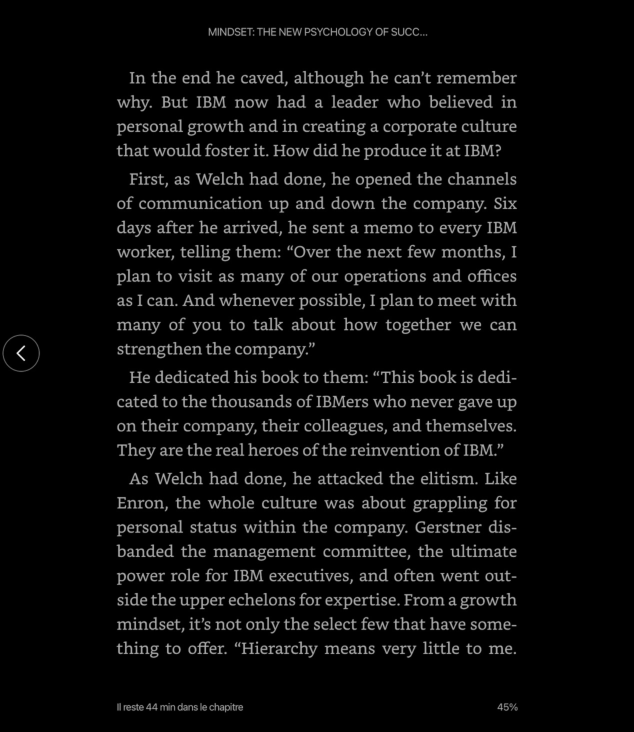 MINDSET: THE NEW PSYCHOLOGY OF SUCC...
In the end he caved, although he can’t remember
why. But IBM now had a leader who believed in
personal growth and in creating a corporate culture
that would foster it. How did he produce it at IBM?
First, as Welch had done, he opened the channels
of communication up and down the company. Six
days after he arrived, he sent a memo to every IBM
worker, telling them: “Over the next few months, I
plan to visit as many of our operations and offices
as I can. And whenever possible, I plan to meet with
many of you to talk about how together we can
strengthen the company.”
He dedicated his book to them: “This book is dedi-
cated to the thousands of IBMers who never gave up
on their company, their colleagues, and themselves.
They are the real heroes of the reinvention of IBM.”
As Welch had done, he attacked the elitism. Like
Enron, the whole culture was about grappling for
personal status within the company. Gerstner dis-
banded the management committee, the ultimate
power role for IBM executives, and often went out-
side the upper echelons for expertise. From a growth
mindset, it’s not only the select few that have some-
thing to offer. “Hierarchy means very little to me.
Il reste 44 min dans le chapitre
45%